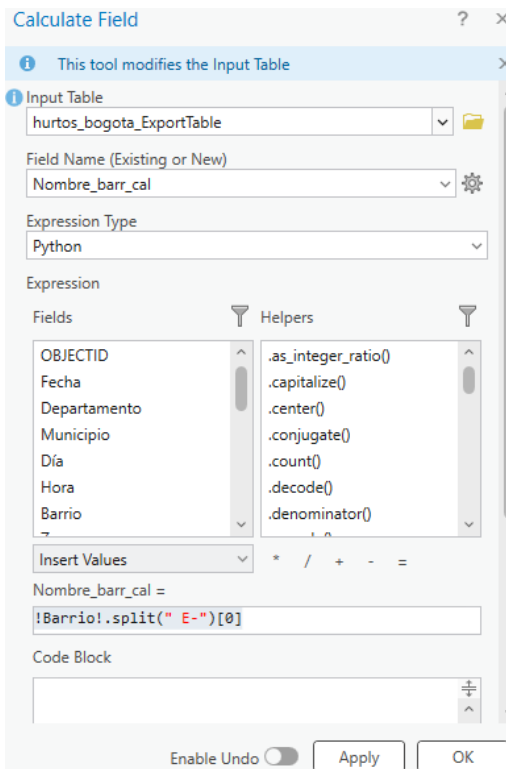 Calculate Field ?
This tool modifies the Input Table
Input Table
hurtos_bogota_ExportTable
Field Name (Existing or New)
Nombre_barr_cal
Expression Type
Python
Expression
Fields
OBJECTID
Fecha
Departamento
Municipio
Día
Hora
Barrio
Helpers
.as_integer_ratio()
.capitalize()
.center()
.conjugate()
.count()
.decode()
.denominator()
Insert Values * / + - =
Nombre_barr_cal =
!Barrio!.split(" E-")[0]
Code Block
Enable Undo Apply OK